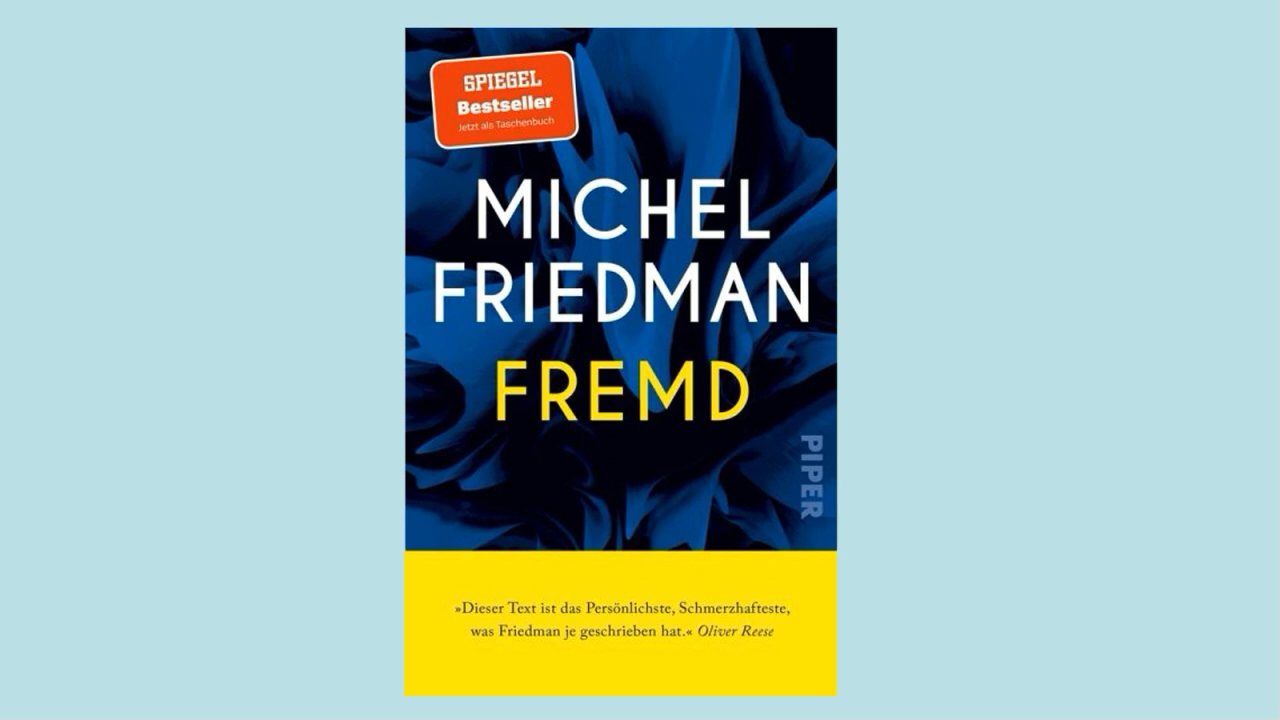 SPIEGEL
Bestseller
Jetzt als Taschenbuch
MICHEL
FRIEDMAN
FREMD
PIPER
»Dieser Text ist das Persönlichste, Schmerzhafteste,
was Friedman je geschrieben hat.« Oliver Reese